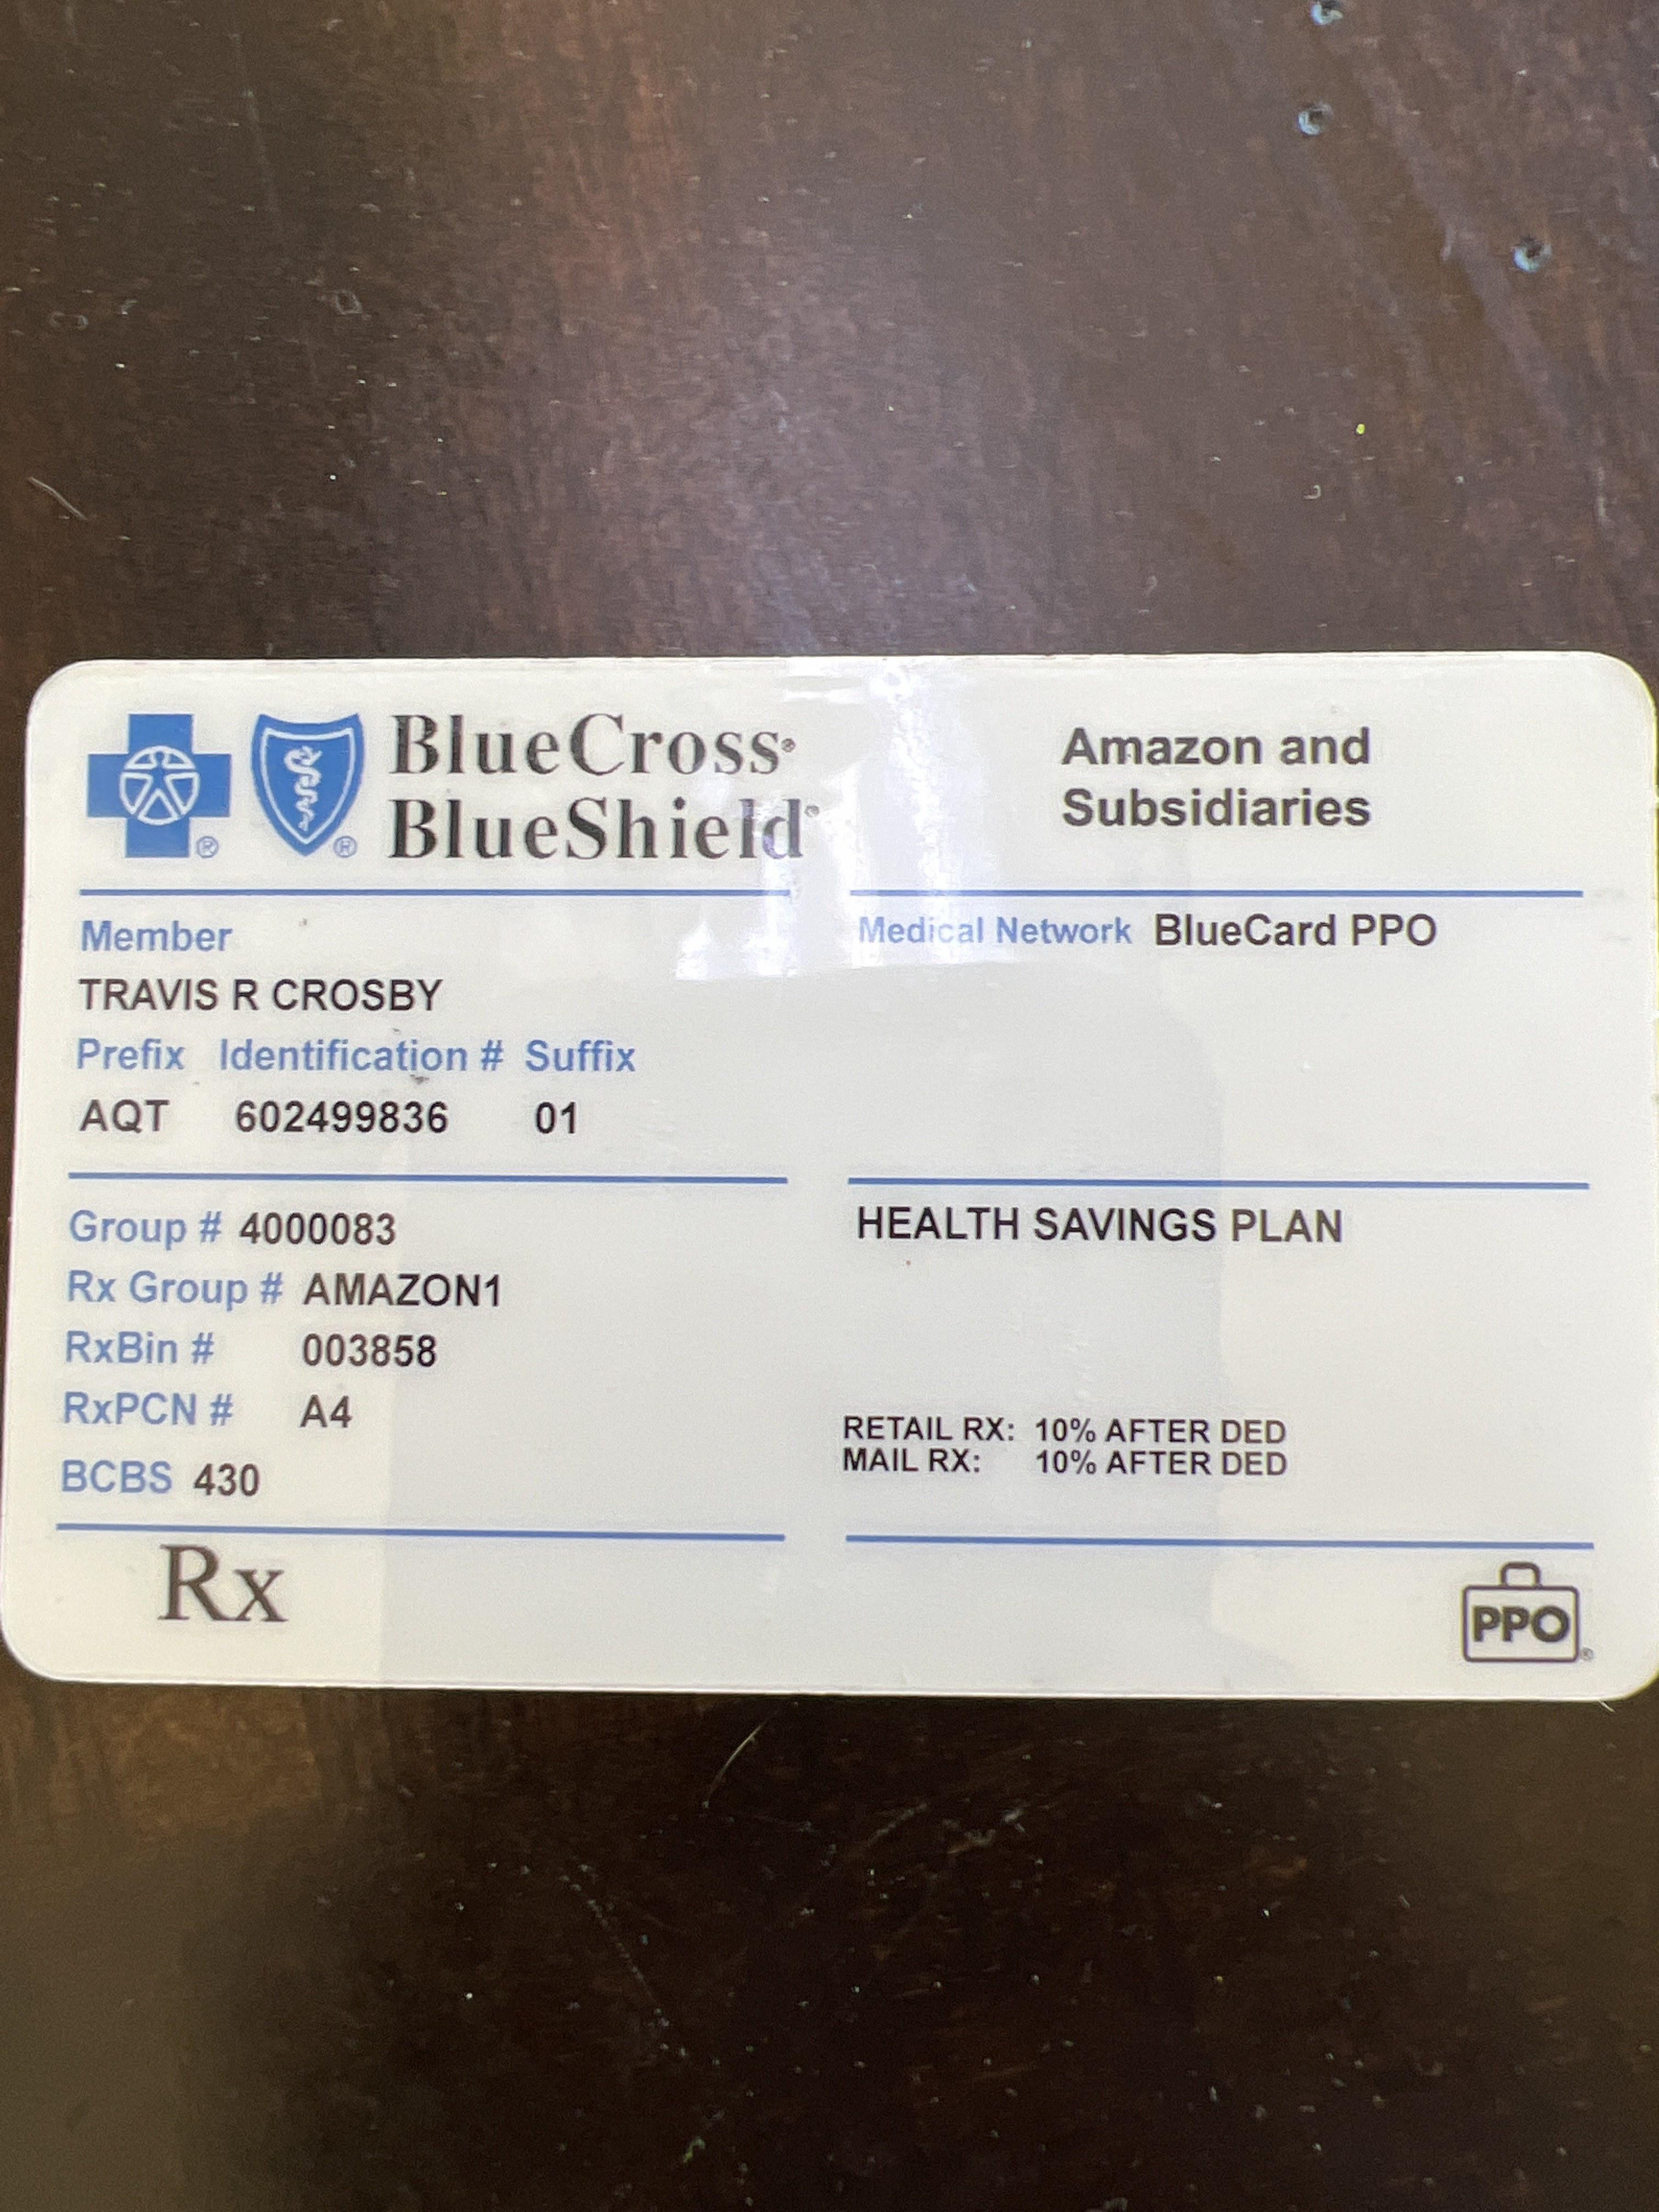 BlueCross®
BlueShield®
Amazon and
Subsidiaries
Member
TRAVIS R CROSBY
Prefix Identification # Suffix
AQT 602499836 01
Medical Network BlueCard PPO
Group # 4000083
Rx Group # AMAZON1
RxBin # 003858
RxPCN # A4
BCBS 430
HEALTH SAVINGS PLAN
RETAIL RX: 10% AFTER DED
MAIL RX: 10% AFTER DED
Rx
PPO®